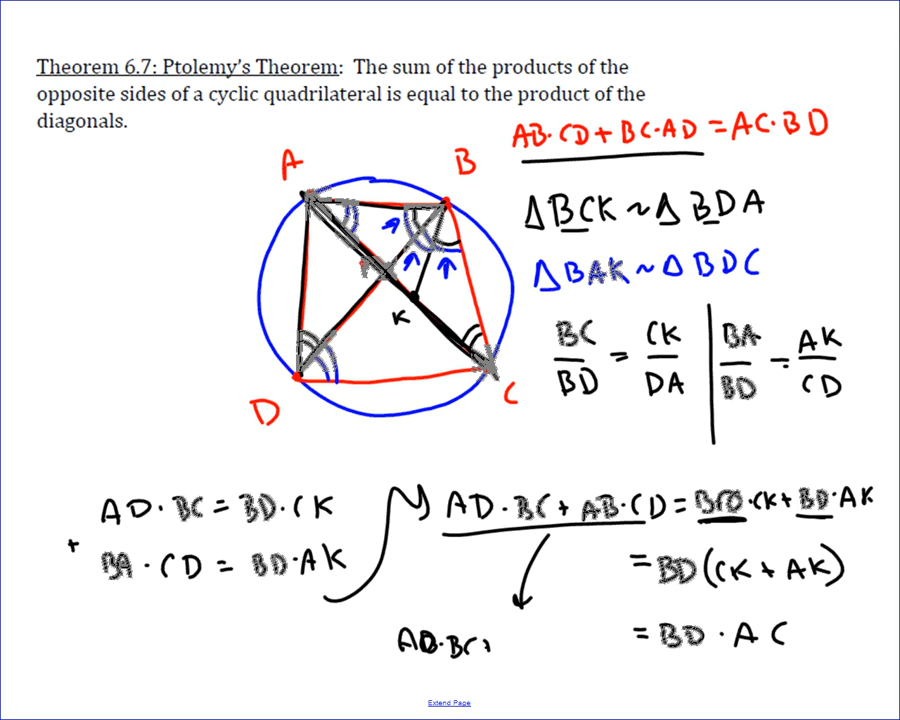 Theorem 6.7: Ptolemy's Theorem: The sum of the products of the
opposite sides of a cyclic quadrilateral is equal to the product of the
diagonals.
AB·CD+BC·AD =AC·BD
A
B
K
D
C
ΔBCK~ΔBDA
ΔBAK~ΔBDC
BC/BD = CK/DA | BA/BD = AK/CD
AD·BC = BD·CK
+ BA·CD = BD·AK
AD·BC + AB·CD = BD·CK + BD·AK
= BD(CK + AK)
= BD·AC
AD·BC+
Extend Page